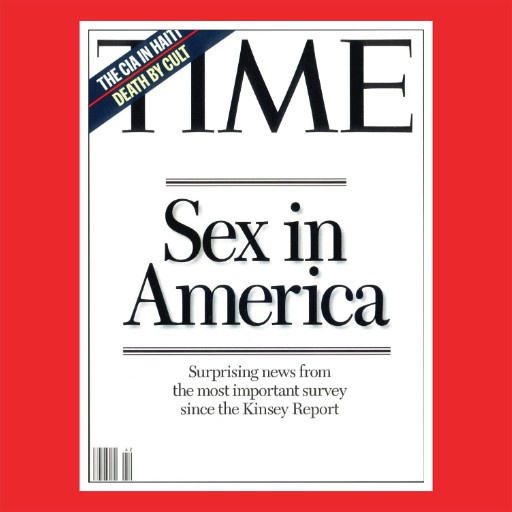 THE CIA IN HAITI
DEATH BY CULT
TIME
Sex in
America
Surprising news from
the most important survey
since the Kinsey Report